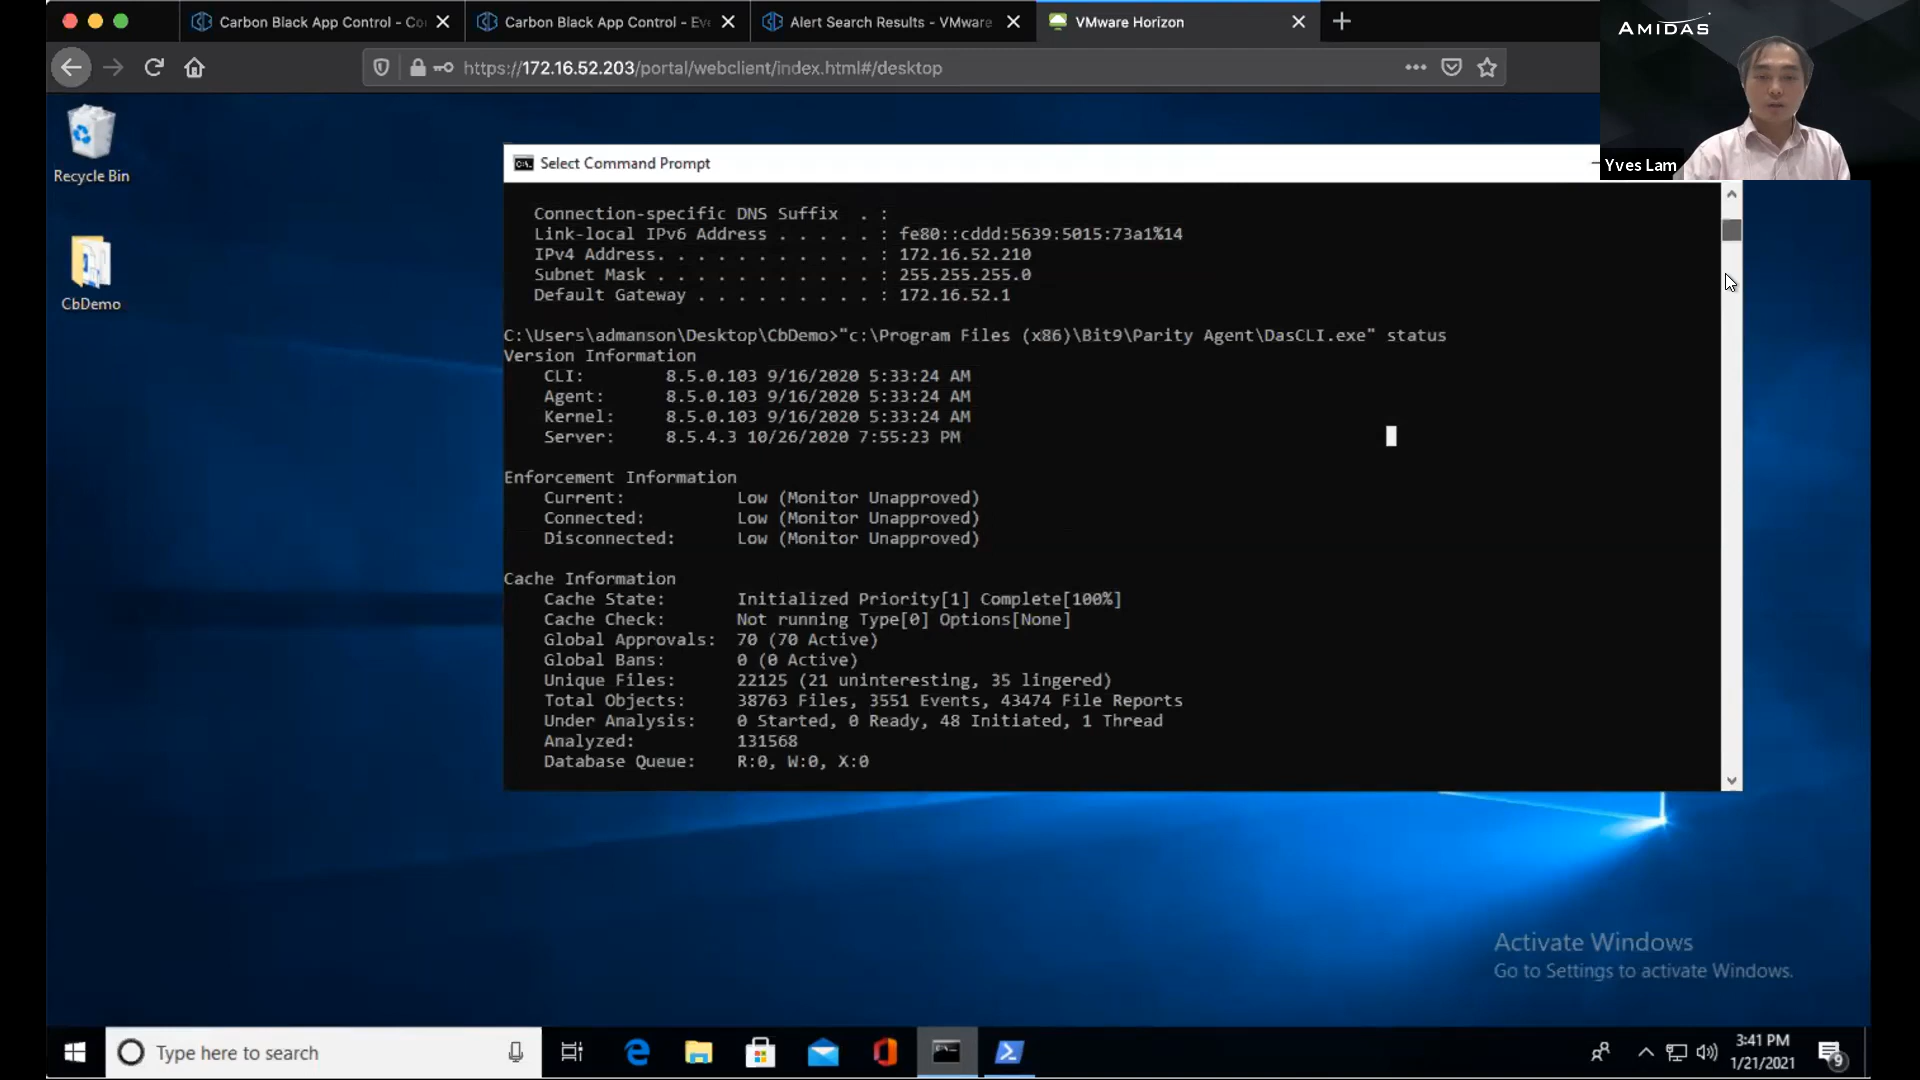 Carbon Black App Control - Co
Carbon Black App Control - Eve
Alert Search Results - VMware
VMware Horizon
AMIDAS
https://172.16.52.203/portal/webclient/index.html#/desktop
Yves Lam
Recycle Bin
CbDemo
Select Command Prompt
Connection-specific DNS Suffix . :
Link-local IPv6 Address . . . . . : fe80::cddd:5639:5015:73a1%14
IPv4 Address. . . . . . . . . . . : 172.16.52.210
Subnet Mask . . . . . . . . . . . : 255.255.255.0
Default Gateway . . . . . . . . . : 172.16.52.1
C:\Users\admanson\Desktop\CbDemo>"c:\Program Files (x86)\Bit9\Parity Agent\DasCLI.exe" status
Version Information
CLI: 8.5.0.103 9/16/2020 5:33:24 AM
Agent: 8.5.0.103 9/16/2020 5:33:24 AM
Kernel: 8.5.0.103 9/16/2020 5:33:24 AM
Server: 8.5.4.3 10/26/2020 7:55:23 PM
Enforcement Information
Current: Low (Monitor Unapproved)
Connected: Low (Monitor Unapproved)
Disconnected: Low (Monitor Unapproved)
Cache Information
Cache State: Initialized Priority[1] Complete[100%]
Cache Check: Not running Type[0] Options[None]
Global Approvals: 70 (70 Active)
Global Bans: 0 (0 Active)
Unique Files: 22125 (21 uninteresting, 35 lingered)
Total Objects: 38763 Files, 3551 Events, 43474 File Reports
Under Analysis: 0 Started, 0 Ready, 48 Initiated, 1 Thread
Analyzed: 131568
Database Queue: R:0, W:0, X:0
Activate Windows
Go to Settings to activate Windows.
Type here to search
3:41 PM
1/21/2021
9